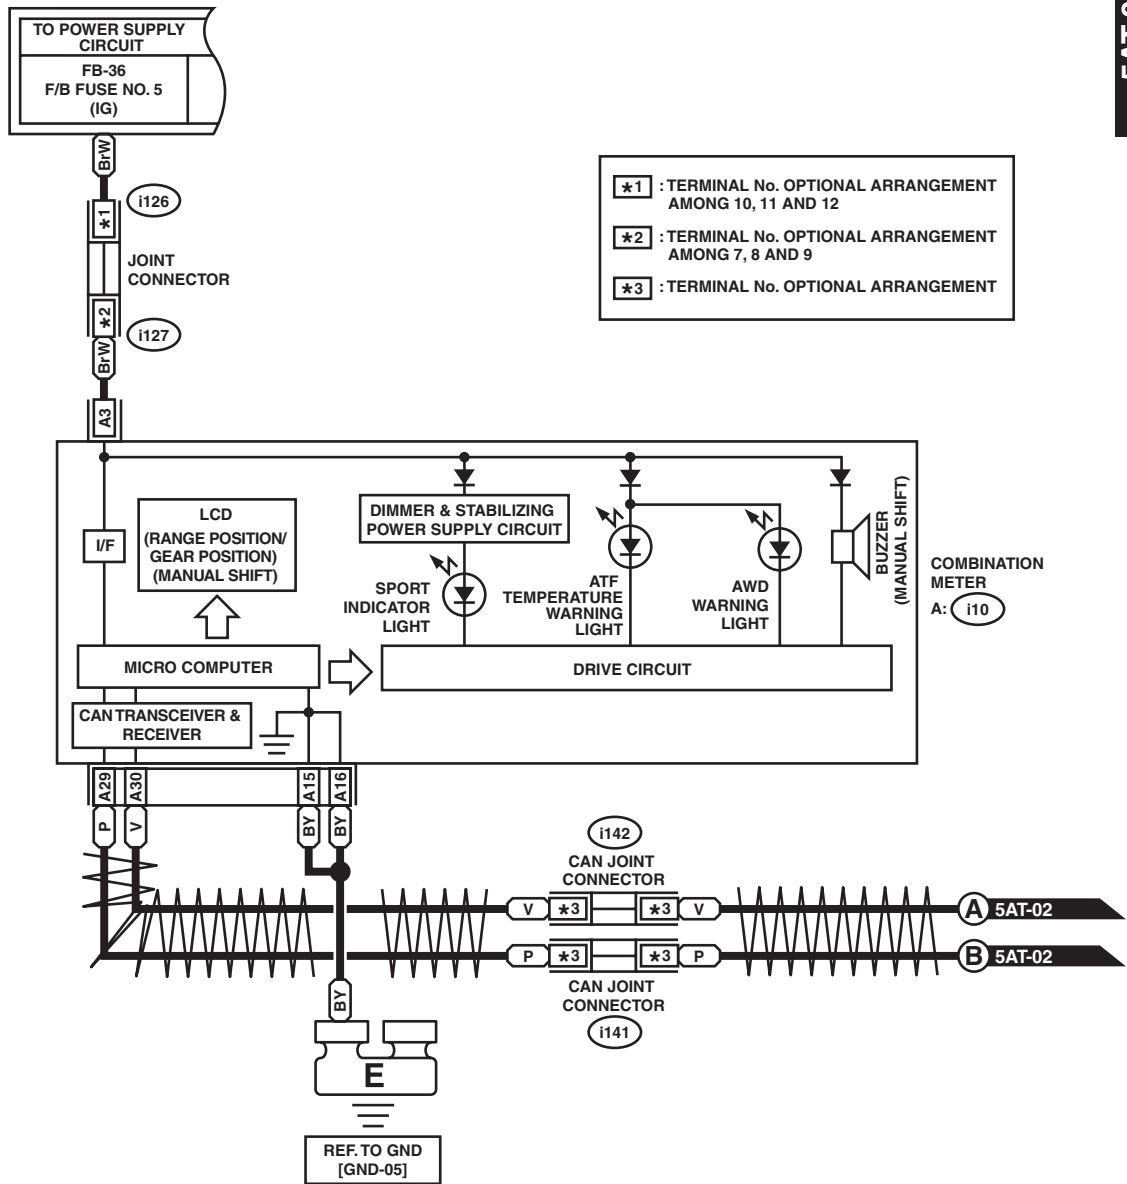 TO POWER SUPPLY
CIRCUIT
FB-36
F/B FUSE NO. 5
(IG)
BrW
*1
i126
JOINT
CONNECTOR
*2
i127
BrW
A3
*1 : TERMINAL No. OPTIONAL ARRANGEMENT
AMONG 10, 11 AND 12
*2 : TERMINAL No. OPTIONAL ARRANGEMENT
AMONG 7, 8 AND 9
*3 : TERMINAL No. OPTIONAL ARRANGEMENT
I/F
LCD
(RANGE POSITION/
GEAR POSITION)
(MANUAL SHIFT)
DIMMER & STABILIZING
POWER SUPPLY CIRCUIT
SPORT
INDICATOR
LIGHT
ATF
TEMPERATURE
WARNING
LIGHT
AWD
WARNING
LIGHT
BUZZER
(MANUAL SHIFT)
COMBINATION
METER
A: i10
MICRO COMPUTER
DRIVE CIRCUIT
CAN TRANSCEIVER &
RECEIVER
A29
A30
A15
A16
P
V
BY
BY
i142
CAN JOINT
CONNECTOR
V *3 *3 V
A 5AT-02
P *3 *3 P
B 5AT-02
CAN JOINT
CONNECTOR
i141
BY
E
REF. TO GND
[GND-05]